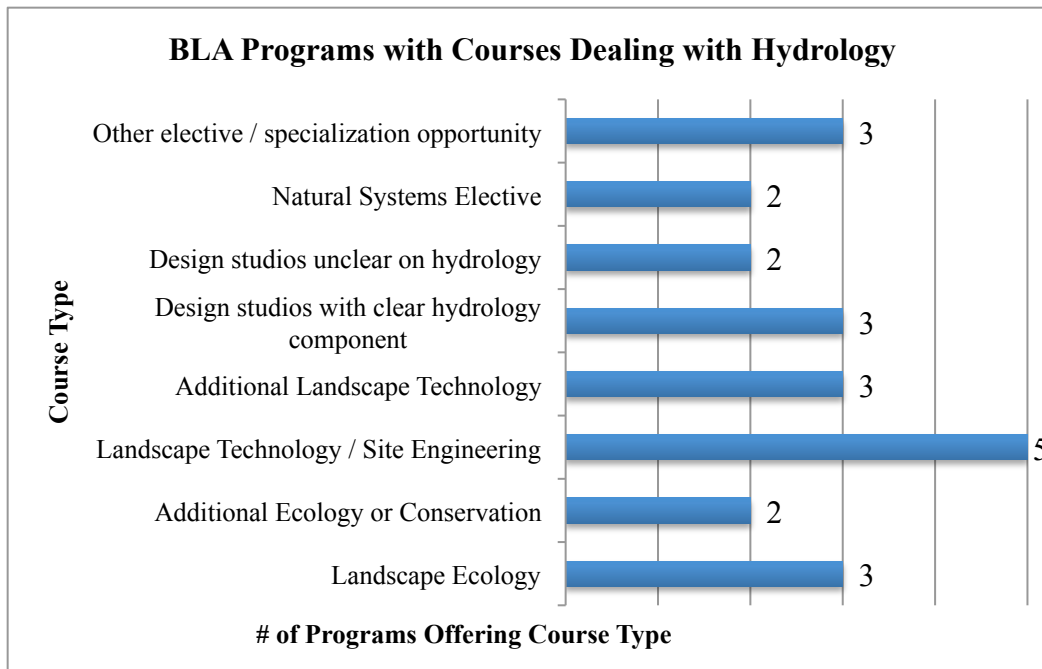 BLA Programs with Courses Dealing with Hydrology
Other elective / specialization opportunity
3
Natural Systems Elective
2
Design studios unclear on hydrology
2
Design studios with clear hydrology
component
3
Additional Landscape Technology
3
Landscape Technology / Site Engineering
5
Additional Ecology or Conservation
2
Landscape Ecology
3
Course Type
# of Programs Offering Course Type